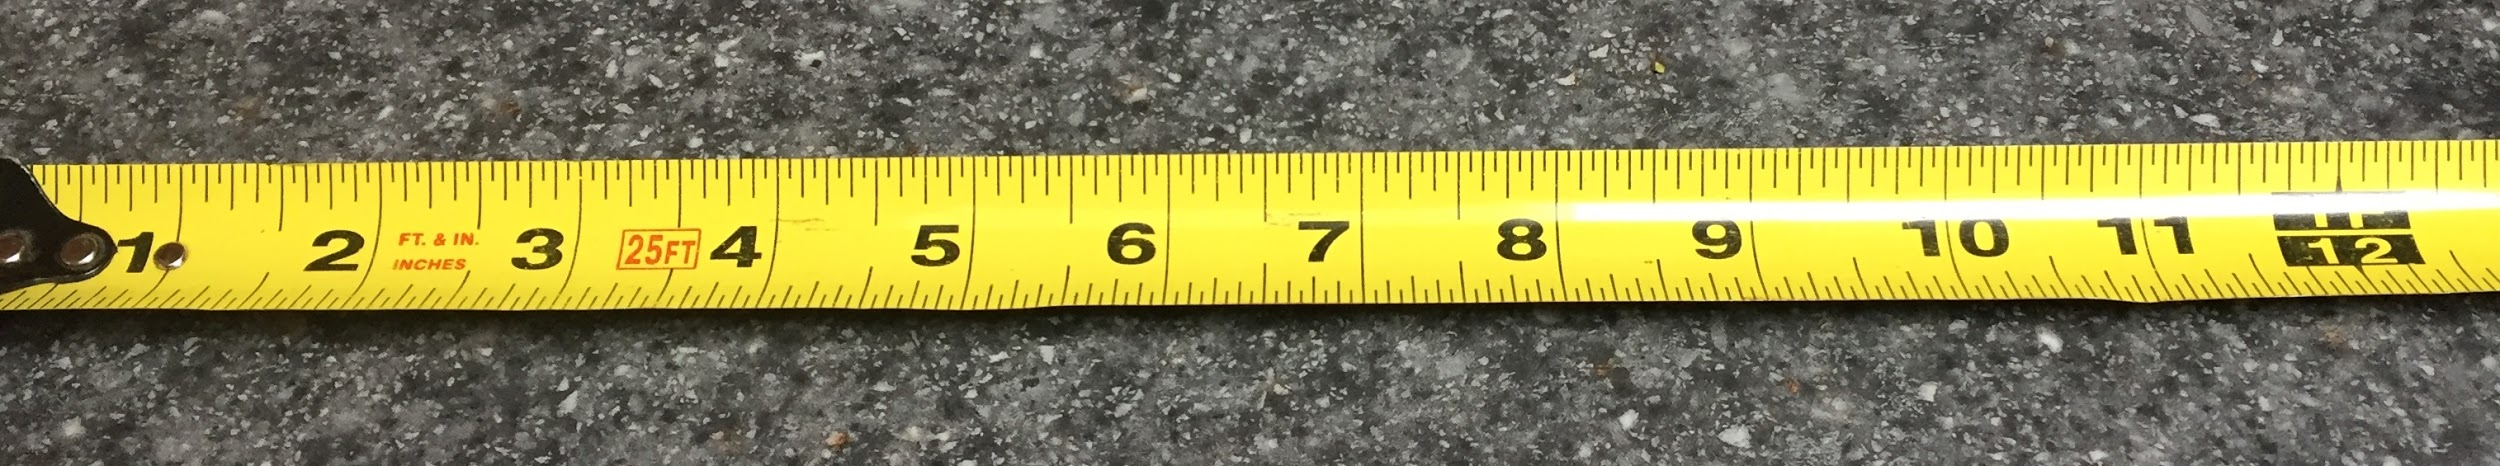 1 2 FT. & IN. 3 25FT 4 5 6 7 8 9 10 11 1F
INCHES 12